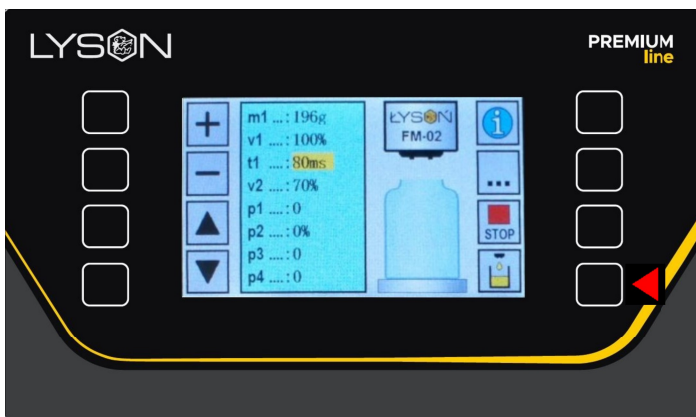 LYSON
PREMIUM
line
m1 ...: 196g
v1 ....: 100%
t1 ....: 80ms
v2 ....: 70%
p1 ....: 0
p2 ....: 0%
p3 ....: 0
p4 ....: 0
ŁYSOŃ
FM-02
i
...
STOP